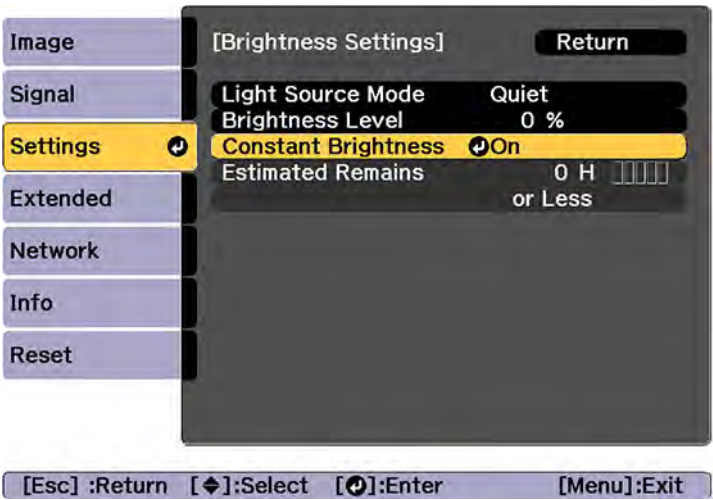 Image
Signal
Settings
Extended
Network
Info
Reset
[Brightness Settings] Return
Light Source Mode Quiet
Brightness Level 0 %
Constant Brightness On
Estimated Remains 0 H
or Less
[Esc] :Return [ ]:Select [ ]:Enter [Menu]:Exit